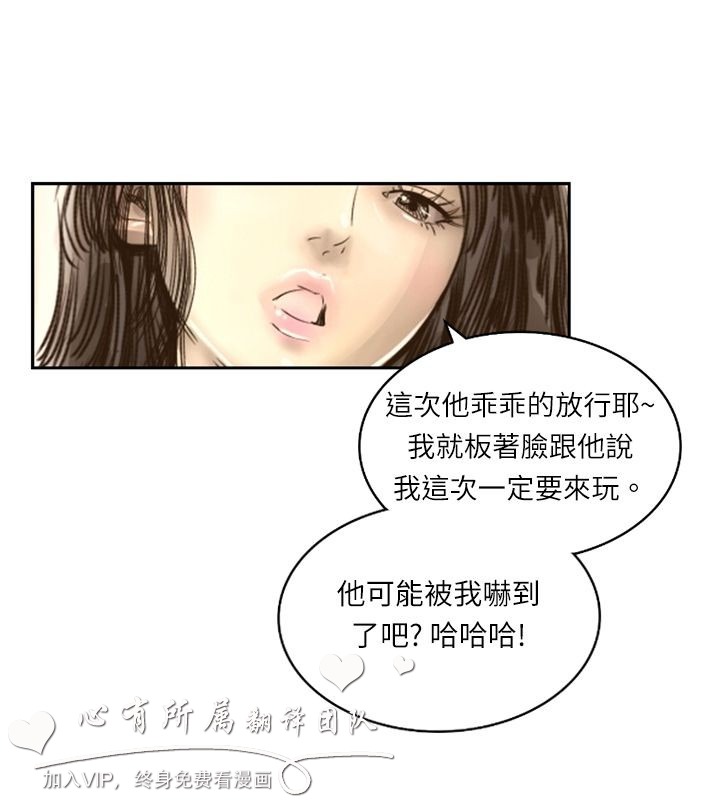 這次他乖乖的放行耶~
我就板著臉跟他說
我這次一定要來玩。
他可能被我嚇到
了吧? 哈哈哈!
心有所属翻译团队
加入VIP，终身免费看漫画